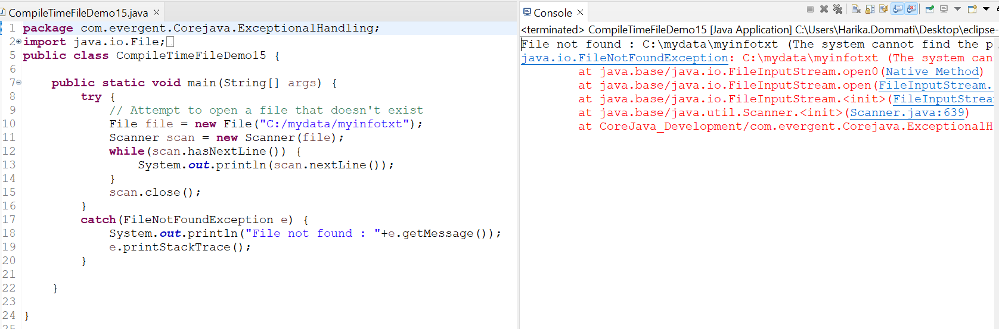 CompileTimeFileDemo15.java
1 package com.evergent.Corejava.ExceptionalHandling;
2 import java.io.File;
5 public class CompileTimeFileDemo15 {
6
7 public static void main(String[] args) {
8 try {
9 // Attempt to open a file that doesn't exist
10 File file = new File("C:/mydata/myinfotxt");
11 Scanner scan = new Scanner(file);
12 while(scan.hasNextLine()) {
13 System.out.println(scan.nextLine());
14 }
15 scan.close();
16 }
17 catch(FileNotFoundException e) {
18 System.out.println("File not found : "+e.getMessage());
19 e.printStackTrace();
20 }
21
22 }
23
24 }
25
Console
<terminated> CompileTimeFileDemo15 [Java Application] C:\Users\Harika.Dommati\Desktop\eclipse-
File not found : C:\mydata\myinfotxt (The system cannot find the p
java.io.FileNotFoundException: C:\mydata\myinfotxt (The system can
at java.base/java.io.FileInputStream.open0(Native Method)
at java.base/java.io.FileInputStream.open(FileInputStream.
at java.base/java.io.FileInputStream.<init>(FileInputStrea
at java.base/java.util.Scanner.<init>(Scanner.java:639)
at CoreJava_Development/com.evergent.Corejava.ExceptionalH